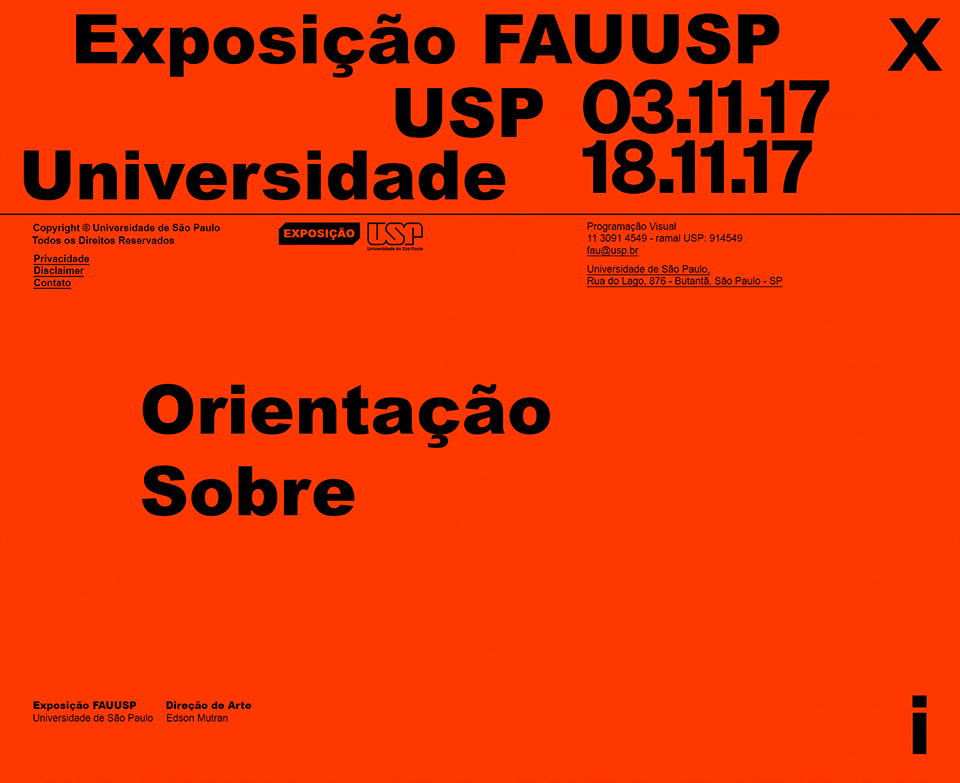 Exposição FAUUSP
X
USP
03.11.17
Universidade
18.11.17
Copyright © Universidade de São Paulo
Todos os Direitos Reservados
Privacidade
Disclaimer
Contato
EXPOSIÇÃO
USP
Universidade de São Paulo
Programação Visual
11 3091 4549 - ramal USP: 914549
fau@usp.br
Universidade de São Paulo,
Rua do Lago, 876 - Butantã, São Paulo - SP
Orientação
Sobre
Exposição FAUUSP
Universidade de São Paulo
Direção de Arte
Edson Mutran
i